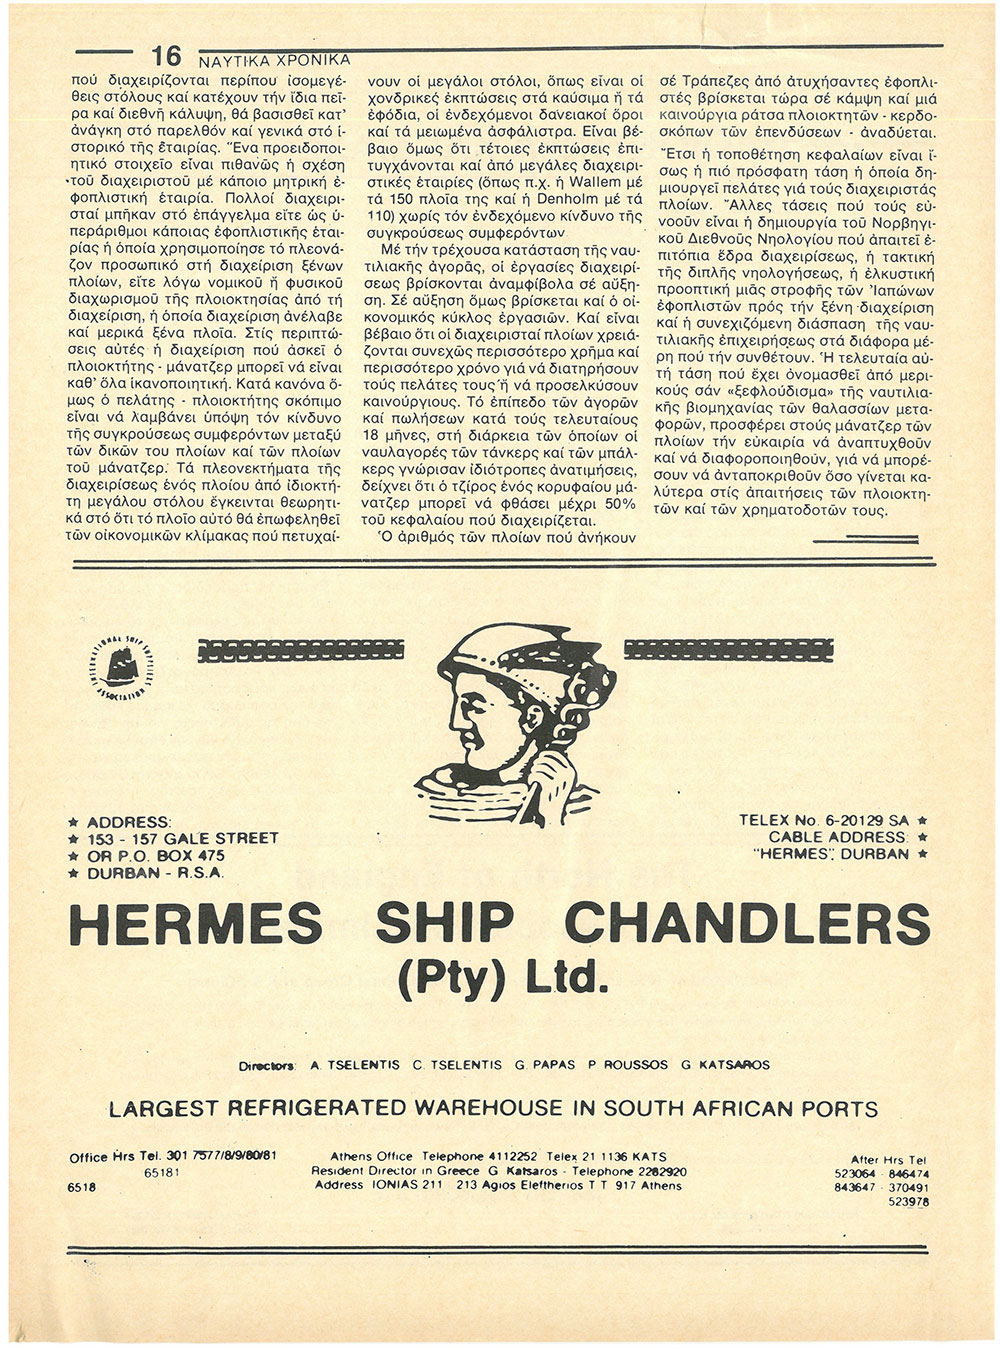 16 ΝΑΥΤΙΚΑ ΧΡΟΝΙΚΑ
πού διαχειρίζονται περίπου ἰσομεγέ-
θεις στόλους καί κατέχουν τήν ἴδια πεῖ-
ρα καί διεθνῆ κάλυψη, θά βασισθεῖ κατ'
ἀνάγκη στό παρελθόν καί γενικά στό ἱ-
στορικό τῆς ἑταιρίας. Ἕνα προειδοποι-
ητικό στοιχεῖο εἶναι πιθανῶς ἡ σχέση
τοῦ διαχειριστοῦ μέ κάποιο μητρική ἐ-
φοπλιστική ἑταιρία. Πολλοί διαχειρι-
σταί μπῆκαν στό ἐπάγγελμα εἴτε ὡς ὑ-
περάριθμοι κάποιας ἐφοπλιστικῆς ἑται-
ρίας ἡ ὁποία χρησιμοποίησε τό πλεονά-
ζον προσωπικό στή διαχείριση ξένων
πλοίων, εἴτε λόγω νομικοῦ ἤ φυσικοῦ
διαχωρισμοῦ τῆς πλοιοκτησίας ἀπό τή
διαχείριση, ἡ ὁποία διαχείριση ἀνέλαβε
καί μερικά ξένα πλοῖα. Στίς περιπτώ-
σεις αὐτές ἡ διαχείριση πού ἀσκεῖ ὁ
πλοιοκτήτης - μάνατζερ μπορεῖ νά εἶναι
καθ' ὅλα ἱκανοποιητική. Κατά κανόνα ὅ-
μως ὁ πελάτης - πλοιοκτήτης σκόπιμο
εἶναι νά λαμβάνει ὑπόψη τόν κίνδυνο
τῆς συγκρούσεως συμφερόντων μεταξύ
τῶν δικῶν του πλοίων καί τῶν πλοίων
τοῦ μάνατζερ. Τά πλεονεκτήματα τῆς
διαχειρίσεως ἑνός πλοίου ἀπό ἰδιοκτή-
τη μεγάλου στόλου ἔγκεινται θεωρητι-
κά στό ὅτι τό πλοῖο αὐτό θά ἐπωφεληθεῖ
τῶν οἰκονομικῶν κλίμακας πού πετυχαί-
νουν οἱ μεγάλοι στόλοι, ὅπως εἶναι οἱ
χονδρικές ἐκπτώσεις στά καύσιμα ἤ τά
ἐφόδια, οἱ ἐνδεχόμενοι δανειακοί ὅροι
καί τά μειωμένα ἀσφάλιστρα. Εἶναι βέ-
βαιο ὅμως ὅτι τέτοιες ἐκπτώσεις ἐπι-
τυγχάνονται καί ἀπό μεγάλες διαχειρι-
στικές ἑταιρίες (ὅπως π.χ. ἡ Wallem μέ
τά 150 πλοῖα της καί ἡ Denholm μέ τά
110) χωρίς τόν ἐνδεχόμενο κίνδυνο τῆς
συγκρούσεως συμφερόντων
Μέ τήν τρέχουσα κατάσταση τῆς ναυ-
τιλιακῆς ἀγορᾶς, οἱ ἐργασίες διαχειρί-
σεως βρίσκονται ἀναμφίβολα σέ αὔξη-
ση. Σέ αὔξηση ὅμως βρίσκεται καί ὁ οἰ-
κονομικός κύκλος ἐργασιῶν. Καί εἶναι
βέβαιο ὅτι οἱ διαχειρισταί πλοίων χρειά-
ζονται συνεχῶς περισσότερο χρῆμα καί
περισσότερο χρόνο γιά νά διατηρήσουν
τούς πελάτες τους ἤ νά προσελκύσουν
καινούργιους. Τό ἐπίπεδο τῶν ἀγορῶν
καί πωλήσεων κατά τούς τελευταίους
18 μῆνες, στή διάρκεια τῶν ὁποίων οἱ
ναυλαγορές τῶν τάνκερς καί τῶν μπάλ-
κερς γνώρισαν ἰδιότροπες ἀνατιμήσεις,
δείχνει ὅτι ὁ τζίρος ἑνός κορυφαίου μά-
νατζερ μπορεῖ νά φθάσει μέχρι 50%
τοῦ κεφαλαίου πού διαχειρίζεται.
Ὁ ἀριθμός τῶν πλοίων πού ἀνήκουν
σέ Τράπεζες ἀπό ἀτυχήσαντες ἐφοπλι-
στές βρίσκεται τώρα σέ κάμψη καί μιά
καινούργια ράτσα πλοιοκτητῶν - κερδο-
σκόπων τῶν ἐπενδύσεων - ἀναδύεται.
Ἔτσι ἡ τοποθέτηση κεφαλαίων εἶναι ἴ-
σως ἡ πιό πρόσφατη τάση ἡ ὁποία δη-
μιουργεῖ πελάτες γιά τούς διαχειριστάς
πλοίων. Ἄλλες τάσεις πού τούς εὐ-
νοοῦν εἶναι ἡ δημιουργία τοῦ Νορβηγι-
κοῦ Διεθνοῦς Νηολογίου πού ἀπαιτεῖ ἐ-
πιτόπια ἕδρα διαχειρίσεως, ἡ τακτική
τῆς διπλῆς νηολογήσεως, ἡ ἑλκυστική
προοπτική μιᾶς στροφῆς τῶν Ἰαπώνων
ἐφοπλιστῶν πρός τήν ξένη διαχείριση
καί ἡ συνεχιζόμενη διάσπαση τῆς ναυ-
τιλιακῆς ἐπιχειρήσεως στά διάφορα μέ-
ρη πού τήν συνθέτουν. Ἡ τελευταία αὐ-
τή τάση πού ἔχει ὀνομασθεῖ ἀπό μερι-
κούς σάν «ξεφλούδισμα» τῆς ναυτιλια-
κῆς βιομηχανίας τῶν θαλασσίων μετα-
φορῶν, προσφέρει στούς μάνατζερ τῶν
πλοίων τήν εὐκαιρία νά ἀναπτυχθοῦν
καί νά διαφοροποιηθοῦν, γιά νά μπορέ-
σουν νά ἀνταποκριθοῦν ὅσο γίνεται κα-
λύτερα στίς ἀπαιτήσεις τῶν πλοιοκτη-
τῶν καί τῶν χρηματοδοτῶν τους.
INTERNATIONAL SHIP SUPPLIERS ASSOCIATION
★ ADDRESS:
★ 153 - 157 GALE STREET
★ OR P.O. BOX 475
★ DURBAN - R.S.A.
TELEX No. 6-20129 SA ★
CABLE ADDRESS: ★
"HERMES", DURBAN ★
HERMES SHIP CHANDLERS
(Pty) Ltd.
Directors: A. TSELENTIS C. TSELENTIS G. PAPAS P ROUSSOS G KATSAROS
LARGEST REFRIGERATED WAREHOUSE IN SOUTH AFRICAN PORTS
Office Hrs Tel. 301 7577/8/9/80/81
65181
6518
Athens Office Telephone 4112252 Telex 21 1136 KATS
Resident Director in Greece G Katsaros - Telephone 2282920
Address IONIAS 211 213 Agios Eleftherios T T 917 Athens
After Hrs Tel
523064 - 846474
843647 - 370491
523978